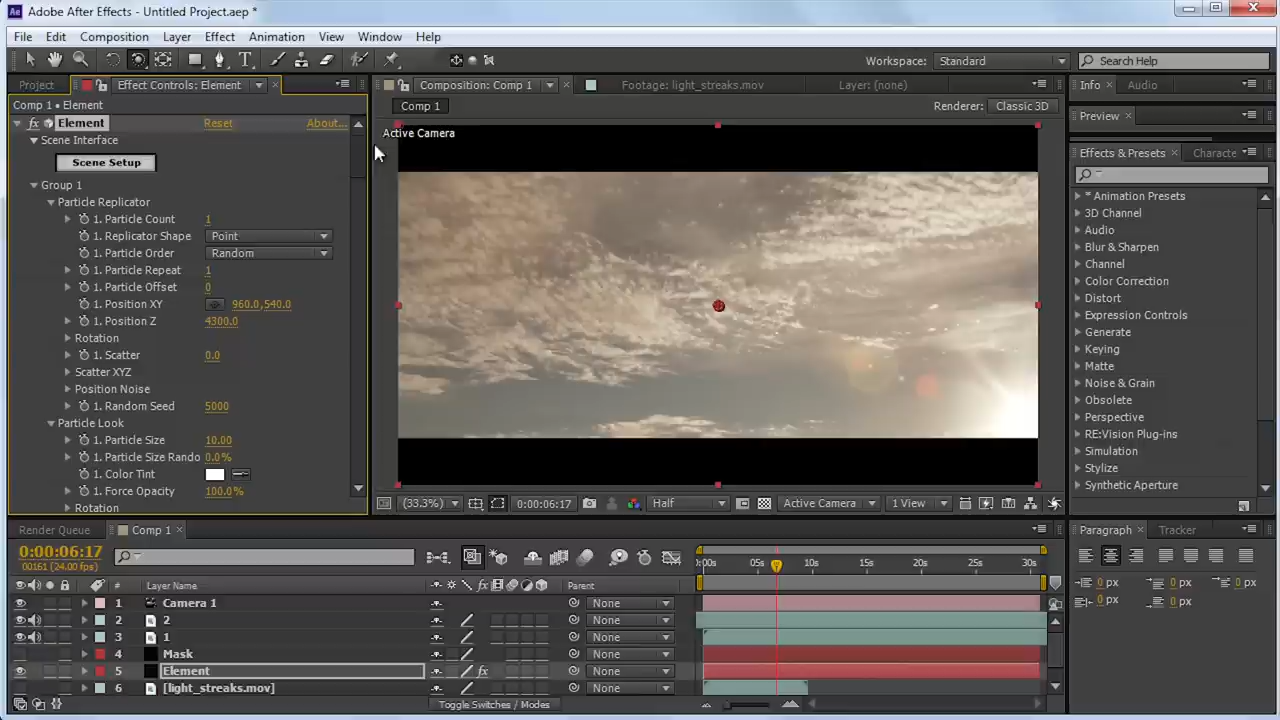 Ae Adobe After Effects - Untitled Project.aep *
File Edit Composition Layer Effect Animation View Window Help
Workspace: Standard Search Help
Project Effect Controls: Element Composition: Comp 1 Footage: light_streaks.mov Layer: (none) Info Audio
Comp 1 • Element Comp 1 Renderer: Classic 3D
Preview
fx Element Reset About...
Active Camera
Scene Interface
Scene Setup
Effects & Presets Characte
Group 1
Particle Replicator
1. Particle Count 1
1. Replicator Shape Point
1. Particle Order Random
1. Particle Repeat 1
1. Particle Offset 0
1. Position XY 960.0,540.0
1. Position Z 4300.0
Rotation
1. Scatter 0.0
Scatter XYZ
Position Noise
1. Random Seed 5000
Particle Look
1. Particle Size 10.00
1. Particle Size Rando 0.0%
1. Color Tint
1. Force Opacity 100.0%
Rotation
* Animation Presets
3D Channel
Audio
Blur & Sharpen
Channel
Color Correction
Distort
Expression Controls
Generate
Keying
Matte
Noise & Grain
Obsolete
Perspective
RE:Vision Plug-ins
Simulation
Stylize
Synthetic Aperture
(33.3%) 0:00:06:17 Half Active Camera 1 View
Render Queue Comp 1 Paragraph Tracker
0:00:06:17
00161 (24.00 fps)
0:00s 05s 10s 15s 20s 25s 30s
# Layer Name fx Parent
1 Camera 1 None
2 2 None
3 1 None
4 Mask None
5 Element fx None
6 [light_streaks.mov] None
Toggle Switches / Modes
0 px 0 px 0 px
0 px 0 px